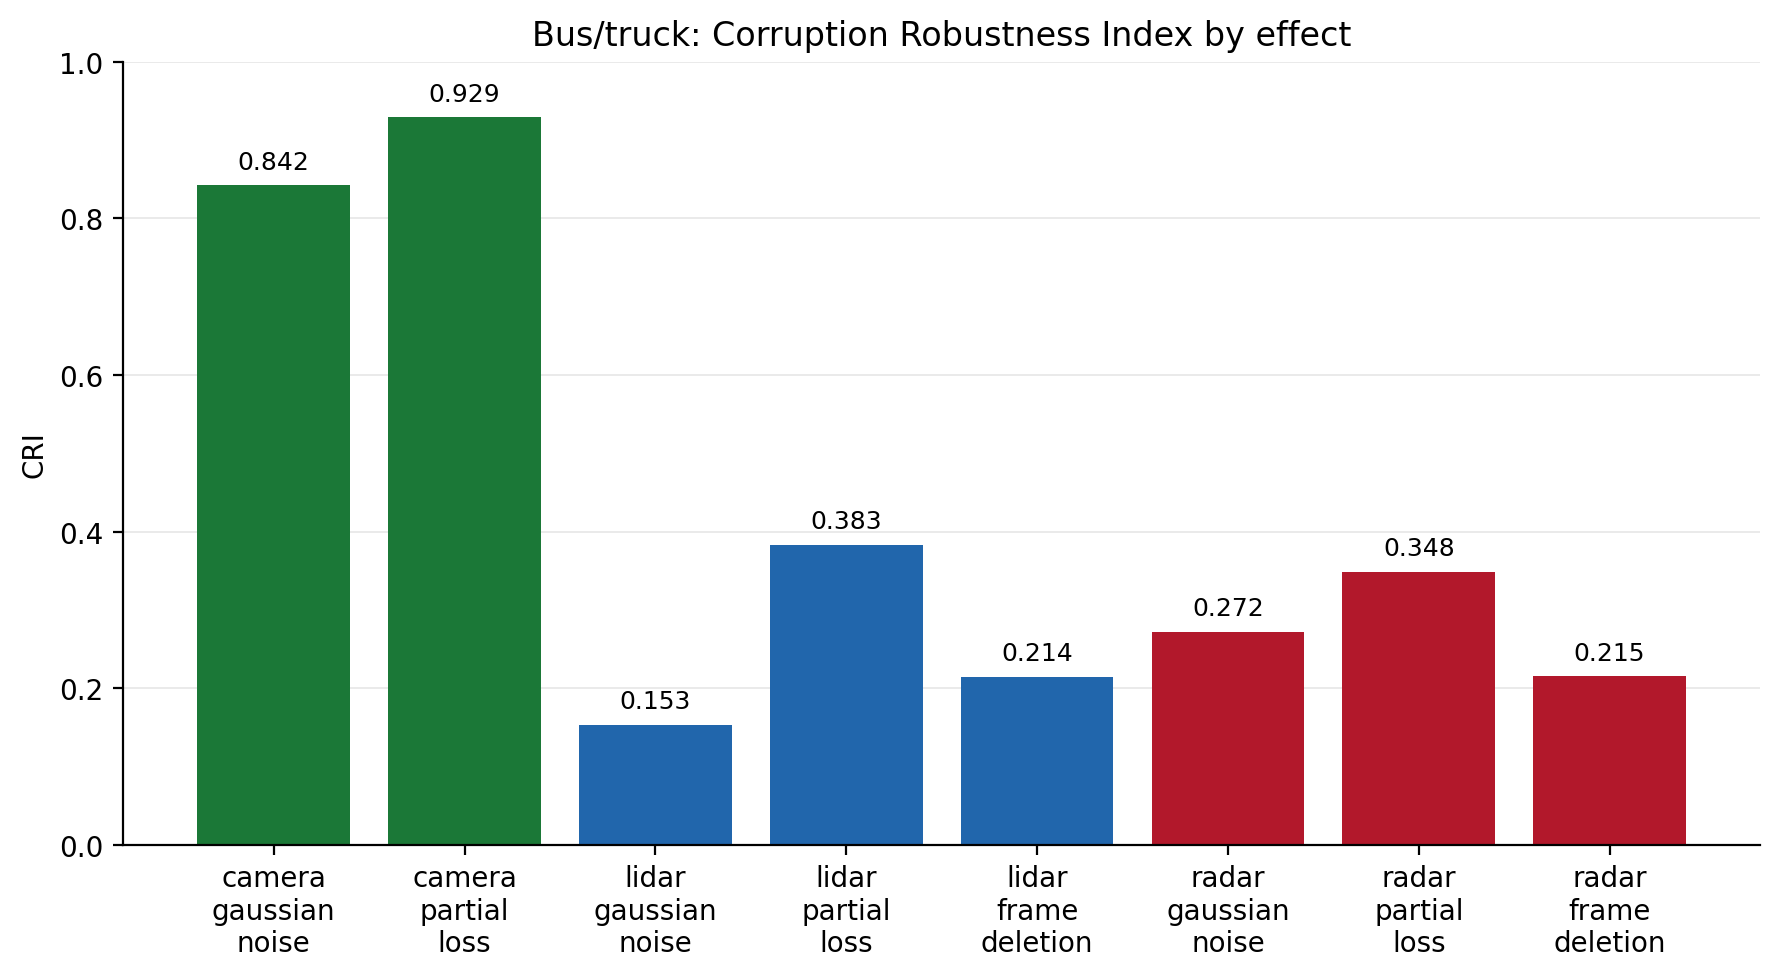 Bus/truck: Corruption Robustness Index by effect
CRI
1.0
0.8
0.6
0.4
0.2
0.0
0.842
0.929
0.153
0.383
0.214
0.272
0.348
0.215
camera
gaussian
noise
camera
partial
loss
lidar
gaussian
noise
lidar
partial
loss
lidar
frame
deletion
radar
gaussian
noise
radar
partial
loss
radar
frame
deletion